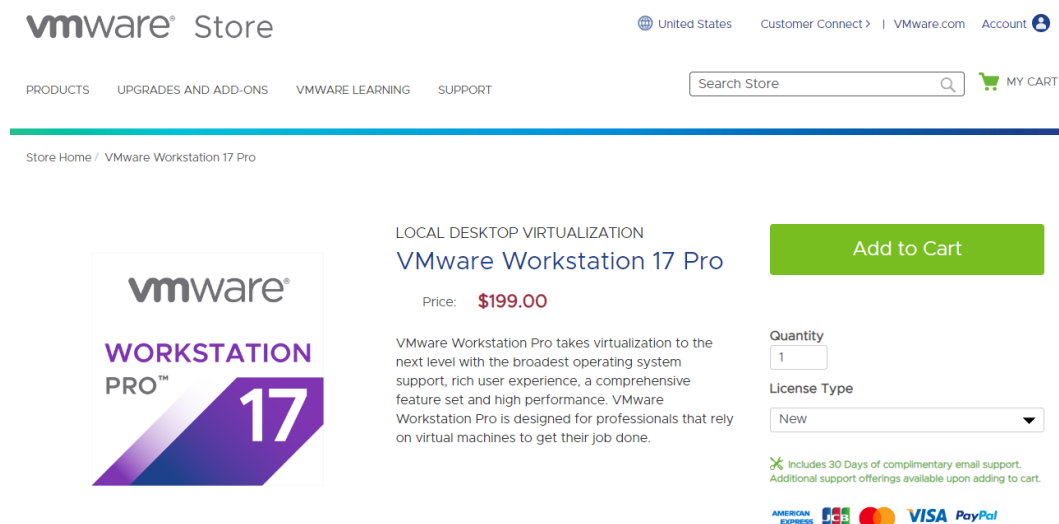 vmware® Store
United States
Customer Connect > | VMware.com Account
PRODUCTS UPGRADES AND ADD-ONS VMWARE LEARNING SUPPORT
Search Store
MY CART
Store Home / VMware Workstation 17 Pro
vmware®
WORKSTATION
PRO™
17
LOCAL DESKTOP VIRTUALIZATION
VMware Workstation 17 Pro
Price: $199.00
VMware Workstation Pro takes virtualization to the
next level with the broadest operating system
support, rich user experience, a comprehensive
feature set and high performance. VMware
Workstation Pro is designed for professionals that rely
on virtual machines to get their job done.
Add to Cart
Quantity
1
License Type
New
Includes 30 Days of complimentary email support.
Additional support offerings available upon adding to cart.
AMERICAN
EXPRESS
JCB
VISA
PayPal